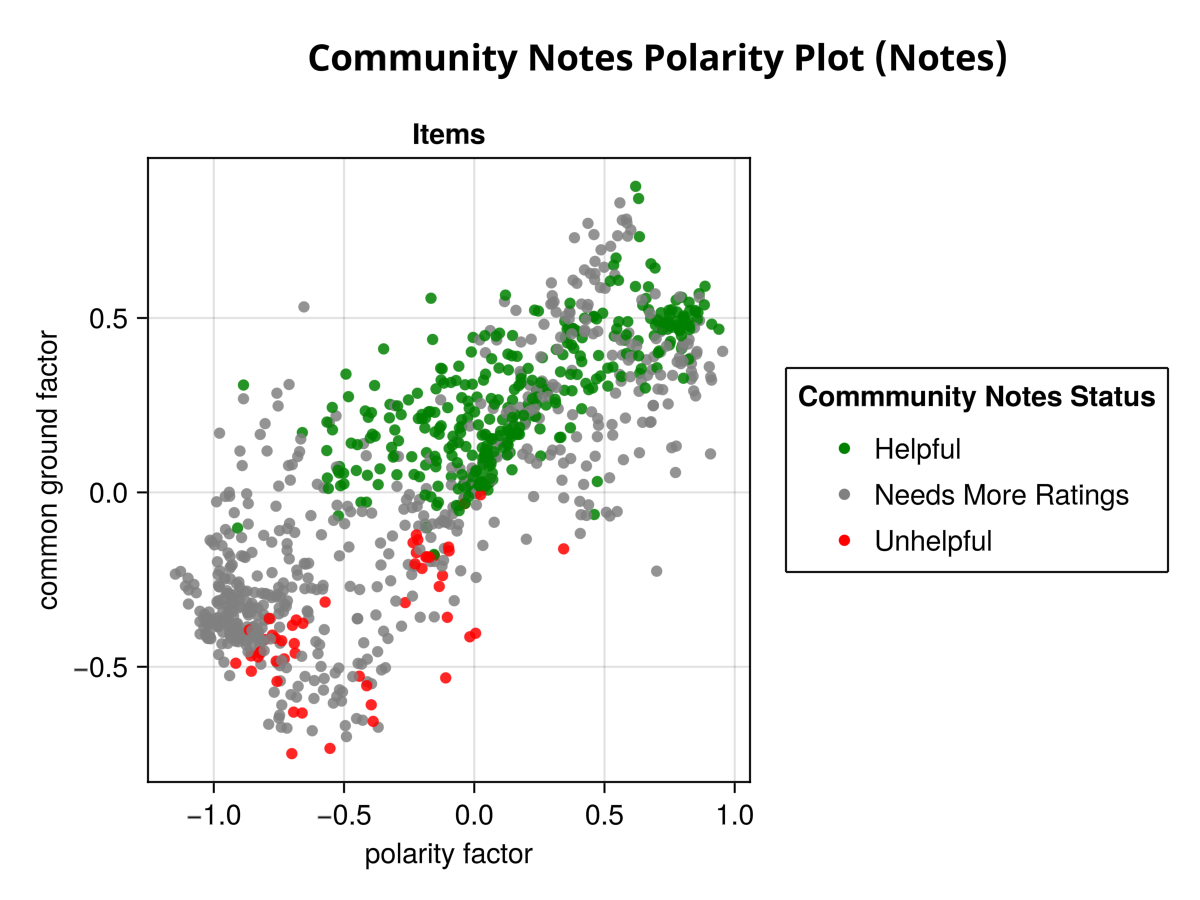 Community Notes Polarity Plot (Notes)
Items
common ground factor
0.5
0.0
−0.5
−1.0 −0.5 0.0 0.5 1.0
polarity factor
Commmunity Notes Status
Helpful
Needs More Ratings
Unhelpful